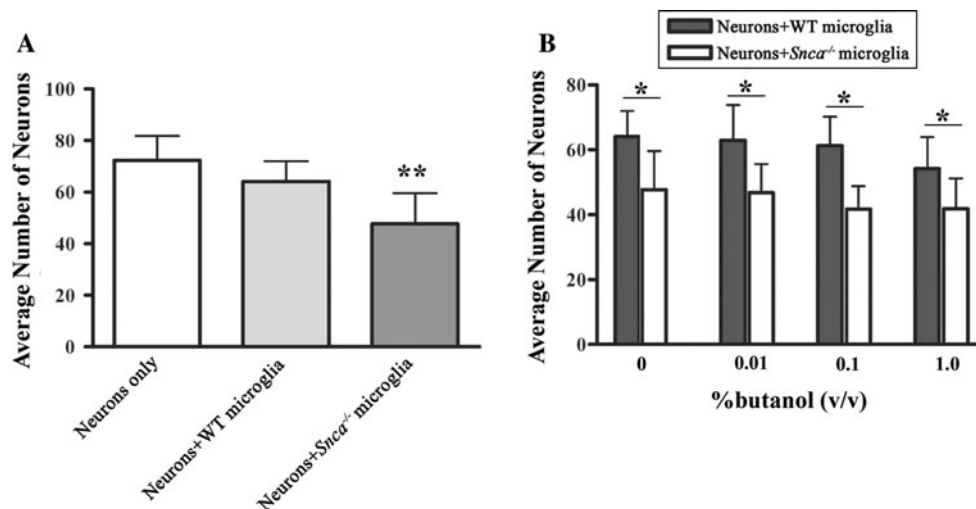 A
Average Number of Neurons
100
80
60
40
20
0
**
Neurons only
Neurons+WT microglia
Neurons+Snca-/- microglia
B
Neurons+WT microglia
Neurons+Snca-/- microglia
Average Number of Neurons
80
60
40
20
0
* * * *
0 0.01 0.1 1.0
%butanol (v/v)